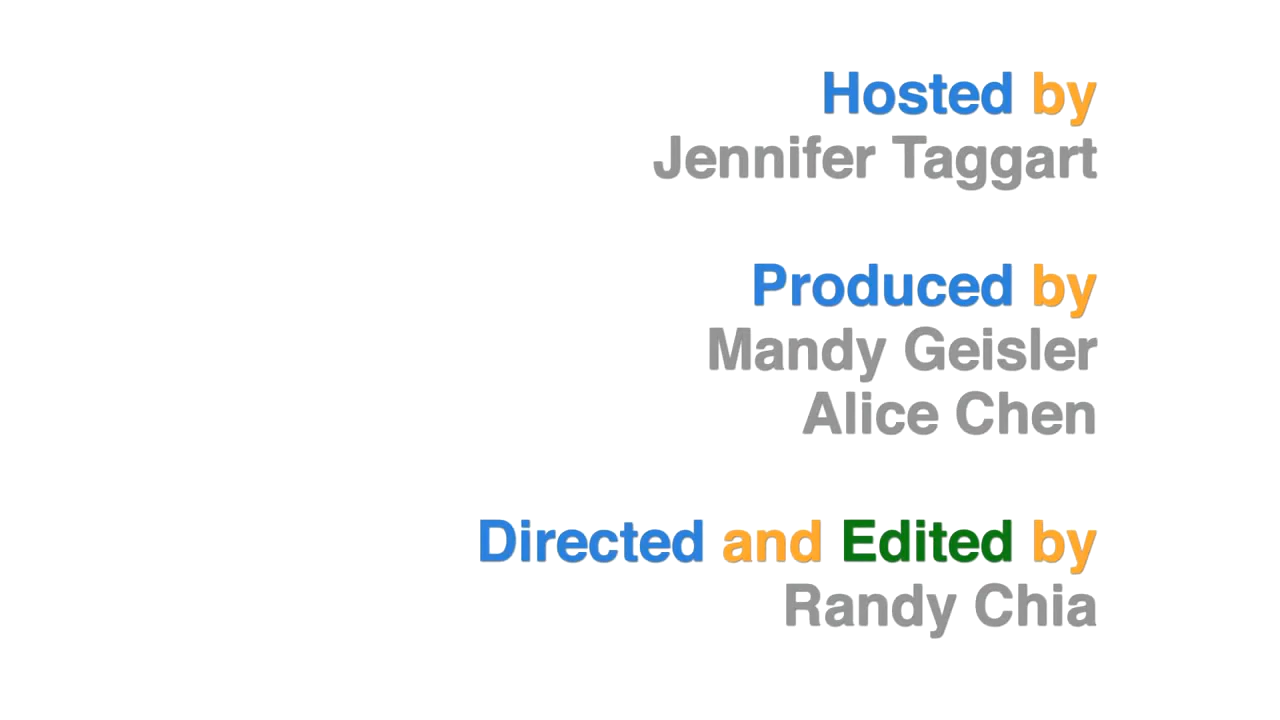 Hosted by
Jennifer Taggart
Produced by
Mandy Geisler
Alice Chen
Directed and Edited by
Randy Chia